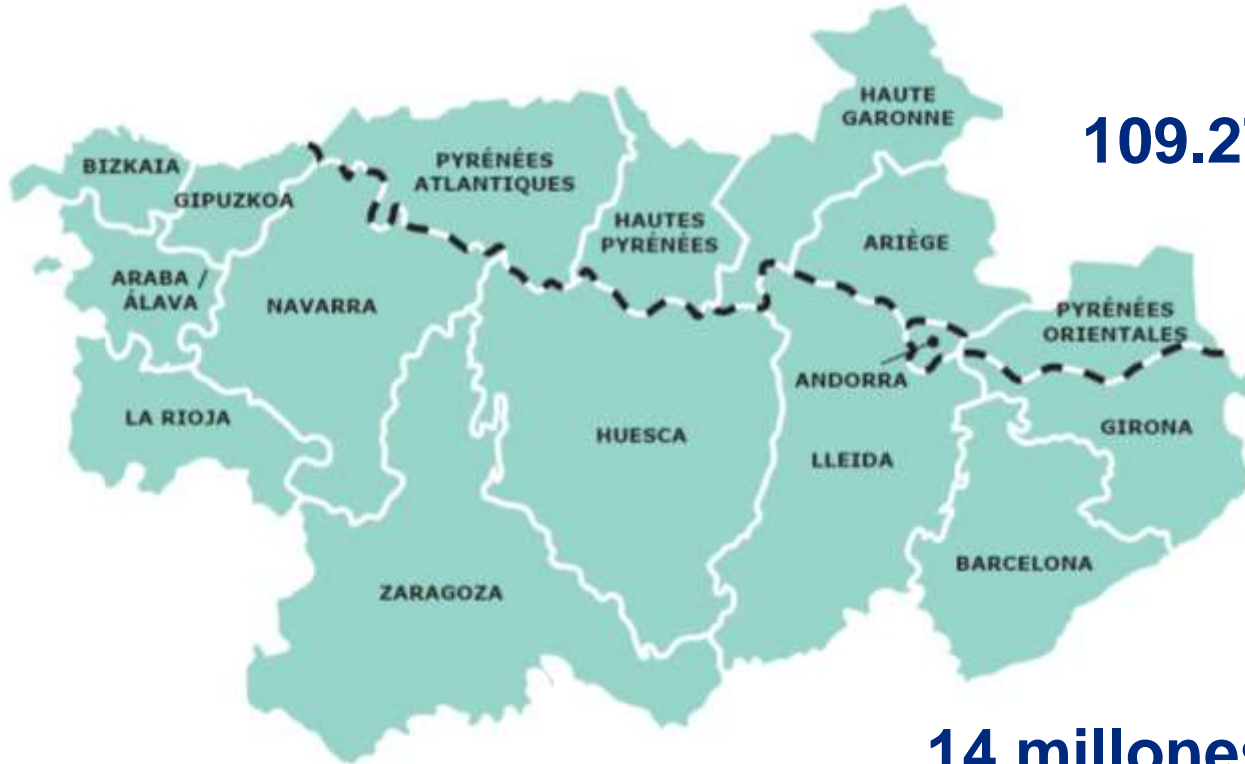 HAUTE
GARONNE
109.2
BIZKAIA
GIPUZKOA
PYRÉNÉES
ATLANTIQUES
HAUTES
PYRÉNÉES
ARIÈGE
ARABA /
ÁLAVA
NAVARRA
PYRÉNÉES
ORIENTALES
ANDORRA
LA RIOJA
HUESCA
LLEIDA
GIRONA
ZARAGOZA
BARCELONA
14 millones